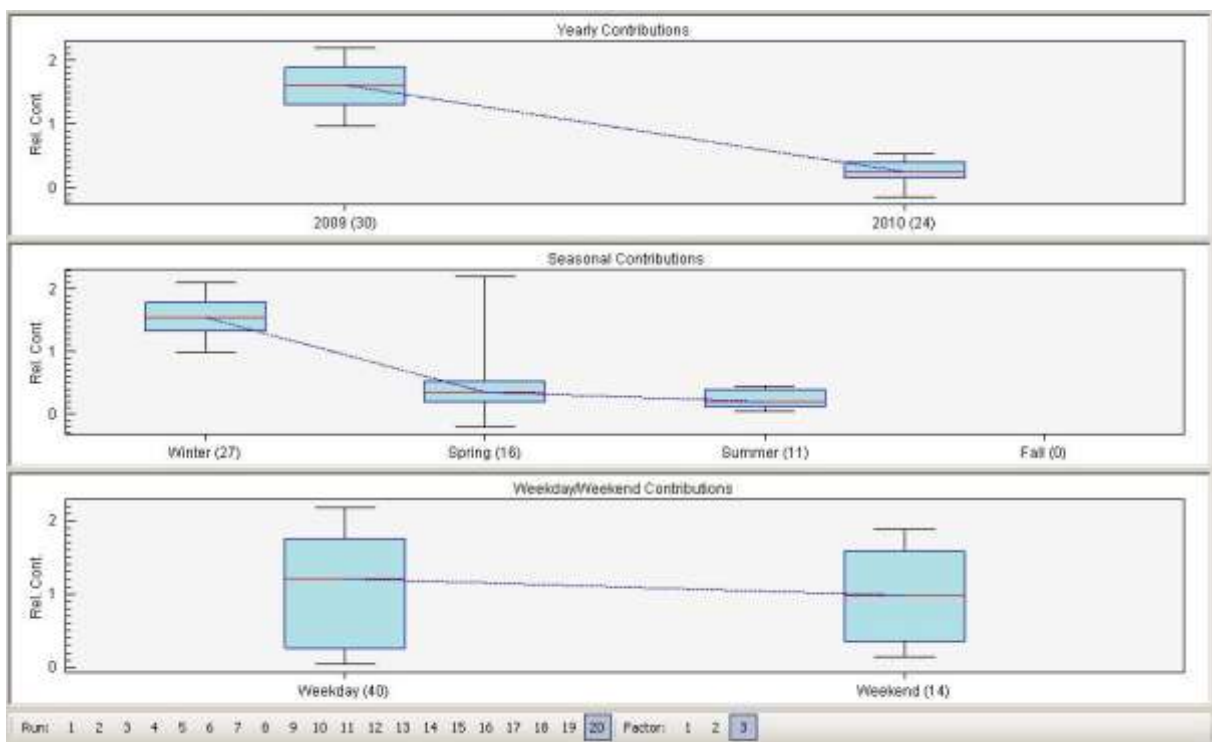 Yearly Contributions
Rel. Cont.
2
1
0
2009 (30) 2010 (24)
Seasonal Contributions
Rel. Cont.
2
1
0
Winter (27) Spring (16) Summer (11) Fall (0)
Weekday/Weekend Contributions
Rel. Cont.
2
1
0
Weekday (40) Weekend (14)
Run: 1 2 3 4 5 6 7 8 9 10 11 12 13 14 15 16 17 18 19 20 Factor: 1 2 3